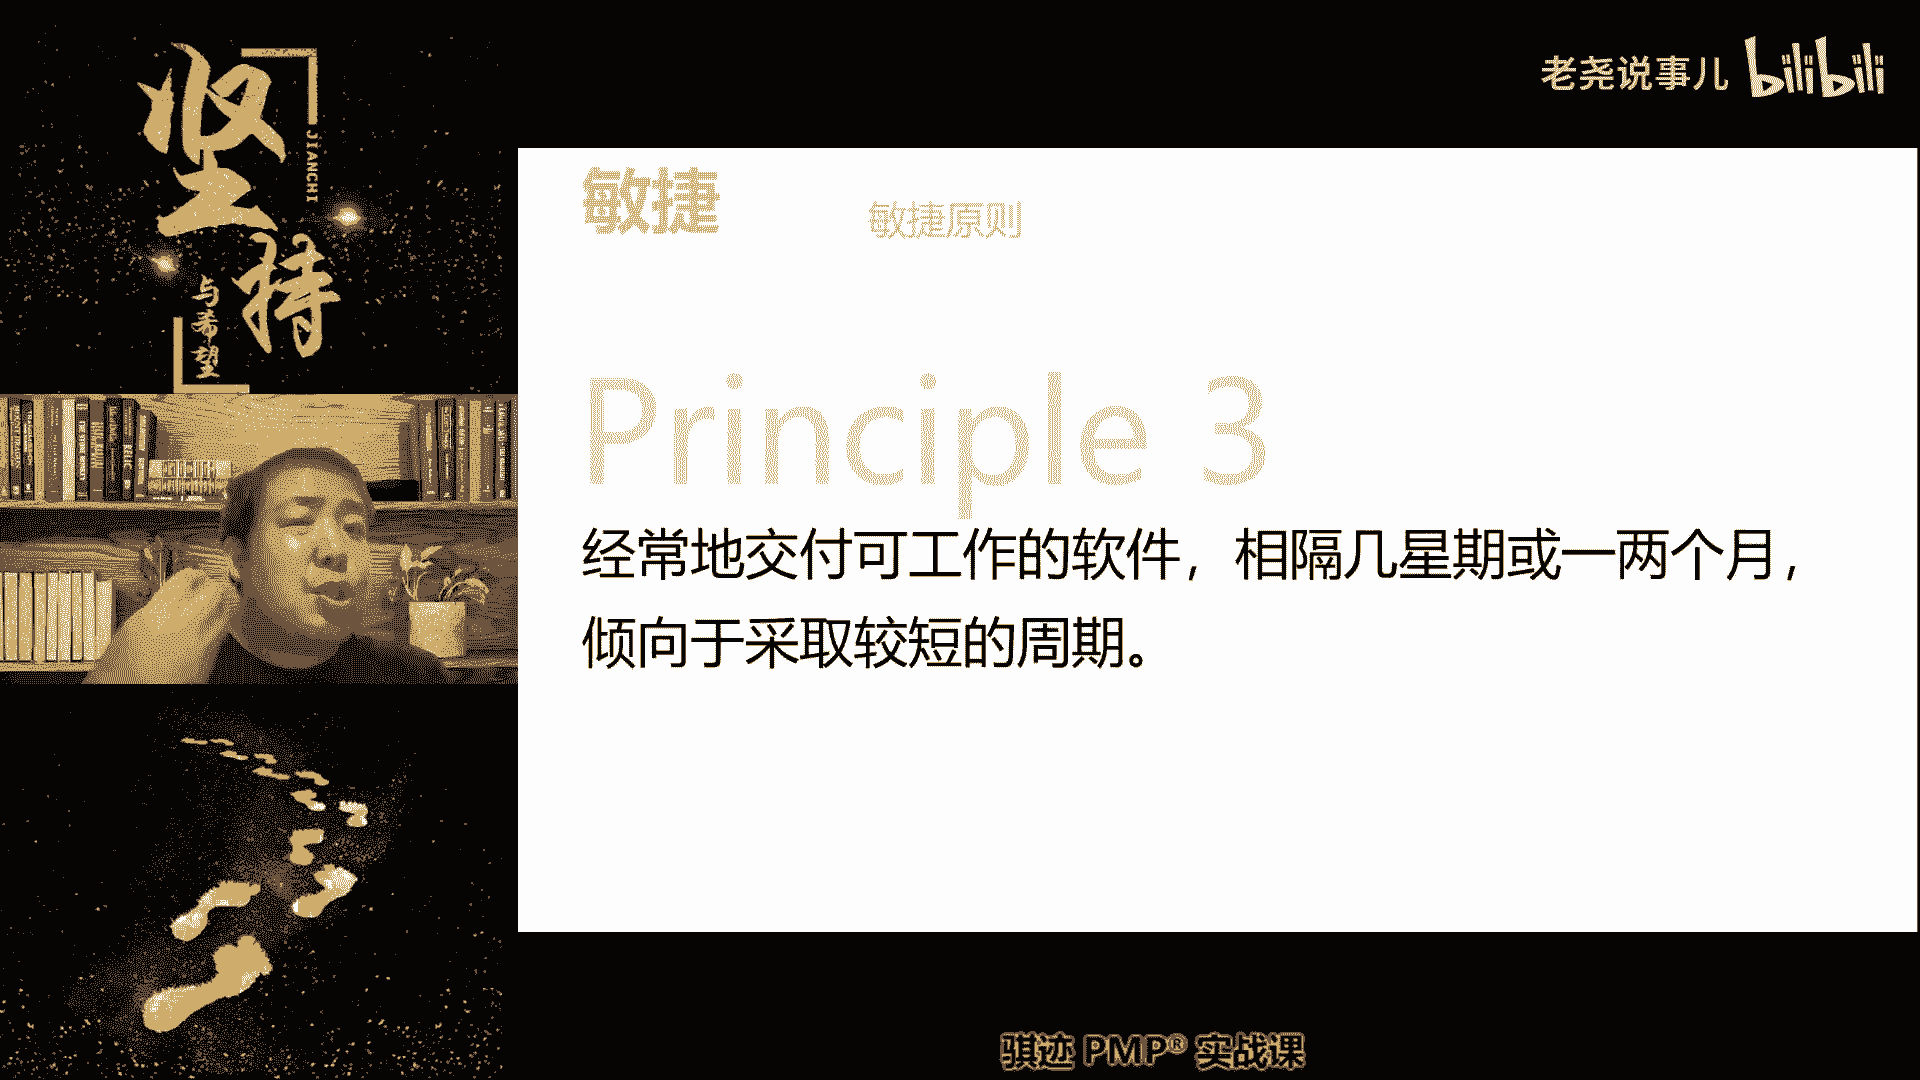 坚持
JIANCHI
与希望
老尧说事儿 bilibili
敏捷
敏捷原则
Principle 3
经常地交付可工作的软件，相隔几星期或一两个月，
倾向于采取较短的周期。
骐迹 PMP® 实战课